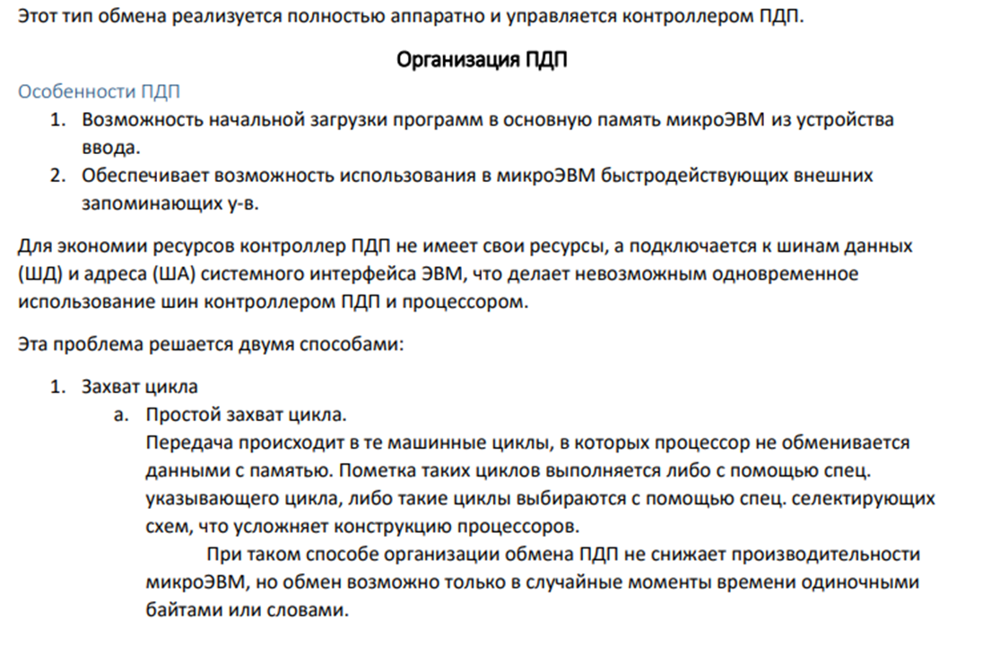 Этот тип обмена реализуется полностью аппаратно и управляется контроллером ПДП.
Организация ПДП
Особенности ПДП
1. Возможность начальной загрузки программ в основную память микроЭВМ из устройства
ввода.
2. Обеспечивает возможность использования в микроЭВМ быстродействующих внешних
запоминающих у-в.
Для экономии ресурсов контроллер ПДП не имеет свои ресурсы, а подключается к шинам данных
(ШД) и адреса (ША) системного интерфейса ЭВМ, что делает невозможным одновременное
использование шин контроллером ПДП и процессором.
Эта проблема решается двумя способами:
1. Захват цикла
a. Простой захват цикла.
Передача происходит в те машинные циклы, в которых процессор не обменивается
данными с памятью. Пометка таких циклов выполняется либо с помощью спец.
указывающего цикла, либо такие циклы выбираются с помощью спец. селектирующих
схем, что усложняет конструкцию процессоров.
При таком способе организации обмена ПДП не снижает производительности
микроЭВМ, но обмен возможно только в случайные моменты времени одиночными
байтами или словами.